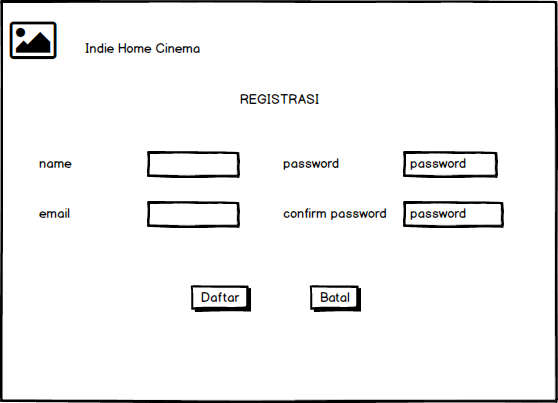 Indie Home Cinema
REGISTRASI
name password password
email confirm password password
Daftar Batal